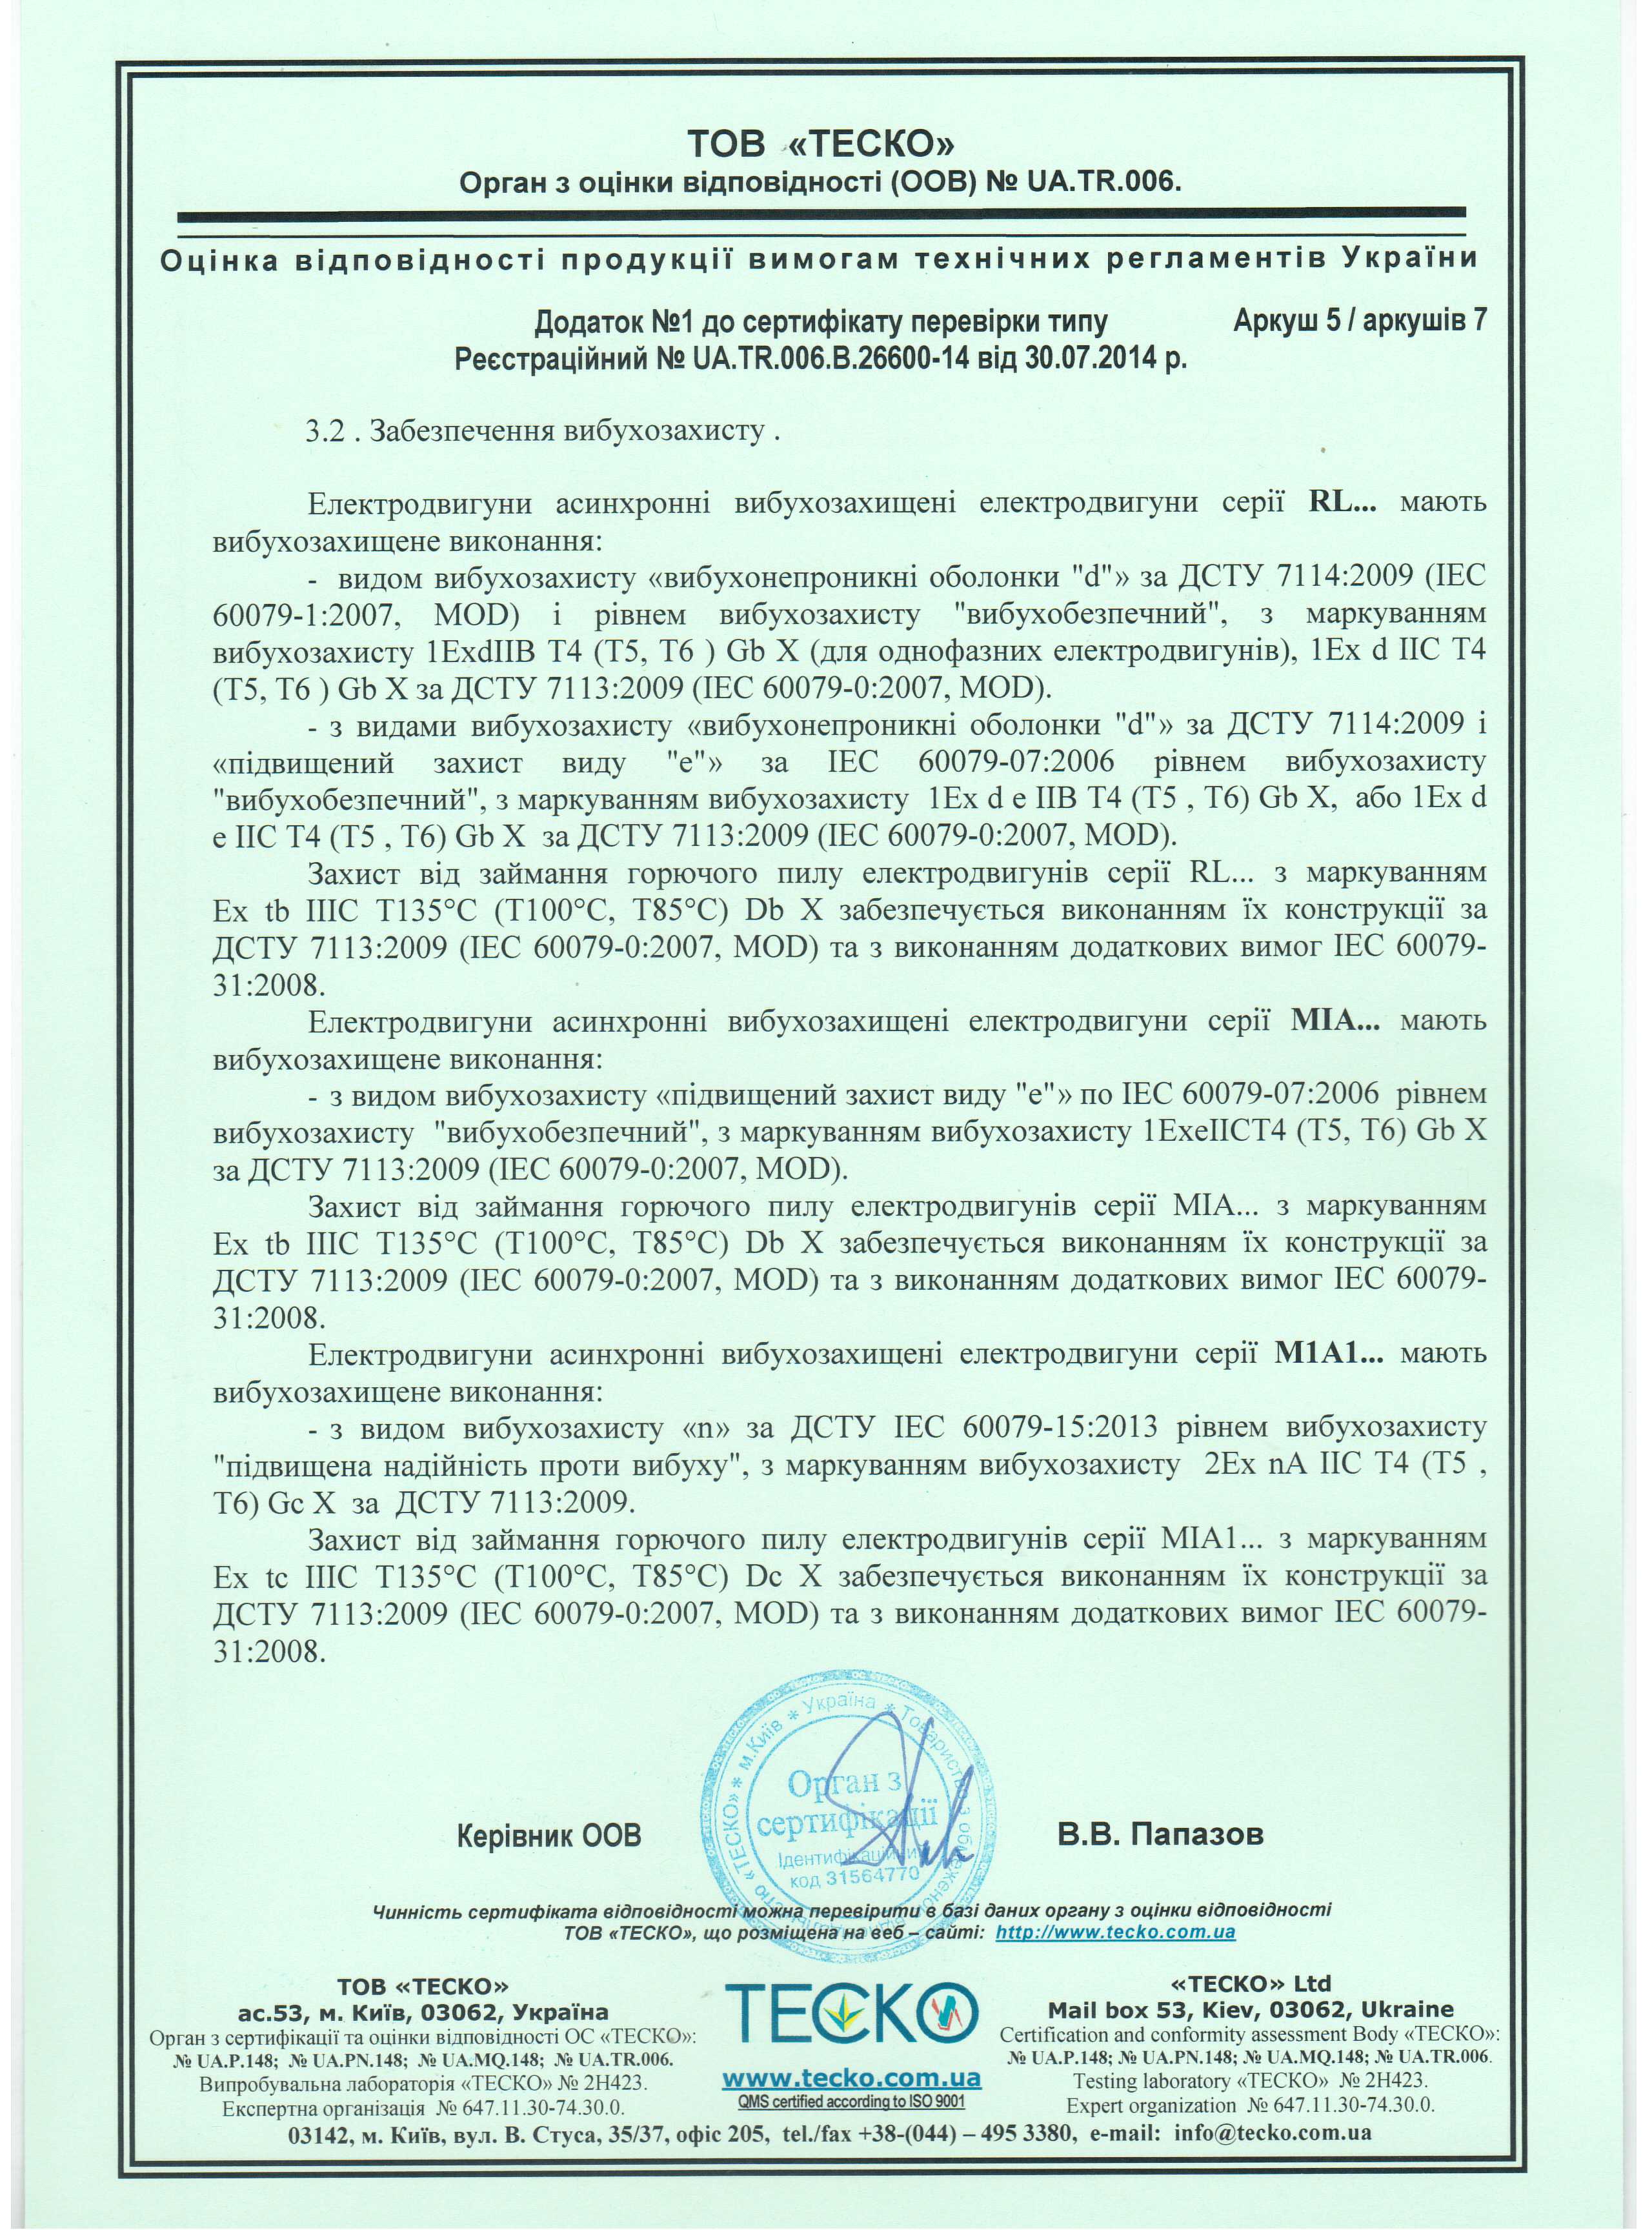 ТОВ «ТЕСКО»
Орган з оцінки відповідності (ООВ) № UA.TR.006.
Оцінка відповідності продукції вимогам технічних регламентів України
Додаток №1 до сертифікату перевірки типу Аркуш 5 / аркушів 7
Реєстраційний № UA.TR.006.В.26600-14 від 30.07.2014 р.
3.2 . Забезпечення вибухозахисту .
Електродвигуни асинхронні вибухозахищені електродвигуни серії RL... мають
вибухозахищене виконання:
- видом вибухозахисту «вибухонепроникні оболонки "d"» за ДСТУ 7114:2009 (IEC
60079-1:2007, MOD) і рівнем вибухозахисту "вибухобезпечний", з маркуванням
вибухозахисту 1ExdIIB T4 (T5, T6 ) Gb X (для однофазних електродвигунів), 1Ex d IIC T4
(T5, T6 ) Gb X за ДСТУ 7113:2009 (IEC 60079-0:2007, MOD).
- з видами вибухозахисту «вибухонепроникні оболонки "d"» за ДСТУ 7114:2009 і
«підвищений захист виду "е"» за IEC 60079-07:2006 рівнем вибухозахисту
"вибухобезпечний", з маркуванням вибухозахисту 1Ex d e IIB T4 (T5 , T6) Gb X, або 1Ex d
e IIC T4 (T5 , T6) Gb X за ДСТУ 7113:2009 (IEC 60079-0:2007, MOD).
Захист від займання горючого пилу електродвигунів серії RL... з маркуванням
Ex tb IIIC T135°C (T100°C, T85°C) Db X забезпечується виконанням їх конструкції за
ДСТУ 7113:2009 (IEC 60079-0:2007, MOD) та з виконанням додаткових вимог IEC 60079-
31:2008.
Електродвигуни асинхронні вибухозахищені електродвигуни серії MIA... мають
вибухозахищене виконання:
- з видом вибухозахисту «підвищений захист виду "е"» по IEC 60079-07:2006 рівнем
вибухозахисту "вибухобезпечний", з маркуванням вибухозахисту 1ExeIICT4 (T5, T6) Gb X
за ДСТУ 7113:2009 (IEC 60079-0:2007, MOD).
Захист від займання горючого пилу електродвигунів серії MIA... з маркуванням
Ex tb IIIC T135°C (T100°C, T85°C) Db X забезпечується виконанням їх конструкції за
ДСТУ 7113:2009 (IEC 60079-0:2007, MOD) та з виконанням додаткових вимог IEC 60079-
31:2008.
Електродвигуни асинхронні вибухозахищені електродвигуни серії M1A1... мають
вибухозахищене виконання:
- з видом вибухозахисту «n» за ДСТУ IEC 60079-15:2013 рівнем вибухозахисту
"підвищена надійність проти вибуху", з маркуванням вибухозахисту 2Ex nA IIC T4 (T5 ,
T6) Gc X за ДСТУ 7113:2009.
Захист від займання горючого пилу електродвигунів серії MIA1... з маркуванням
Ex tc IIIC T135°C (T100°C, T85°C) Dc X забезпечується виконанням їх конструкції за
ДСТУ 7113:2009 (IEC 60079-0:2007, MOD) та з виконанням додаткових вимог IEC 60079-
31:2008.
м.Київ * Україна * Товариство з обмеженою відповідальністю «ТЕСКО» *
Орган з
сертифікації
Ідентифікаційний
код 31564770
Керівник ООВ В.В. Папазов
Чинність сертифіката відповідності можна перевірити в базі даних органу з оцінки відповідності
ТОВ «ТЕСКО», що розміщена на веб – сайті: http://www.tecko.com.ua
ТОВ «ТЕСКО»
ас.53, м. Київ, 03062, Україна
Орган з сертифікації та оцінки відповідності ОС «ТЕСКО»:
№ UA.P.148; № UA.PN.148; № UA.MQ.148; № UA.TR.006.
Випробувальна лабораторія «ТЕСКО» № 2Н423.
Експертна організація № 647.11.30-74.30.0.
ТЕСКО
www.tecko.com.ua
QMS certified according to ISO 9001
«ТЕСКО» Ltd
Mail box 53, Kiev, 03062, Ukraine
Certification and conformity assessment Body «ТЕСКО»:
№ UA.P.148; № UA.PN.148; № UA.MQ.148; № UA.TR.006.
Testing laboratory «ТЕСКО» № 2H423.
Expert organization № 647.11.30-74.30.0.
03142, м. Київ, вул. В. Стуса, 35/37, офіс 205, tel./fax +38-(044) – 495 3380, e-mail: info@tecko.com.ua